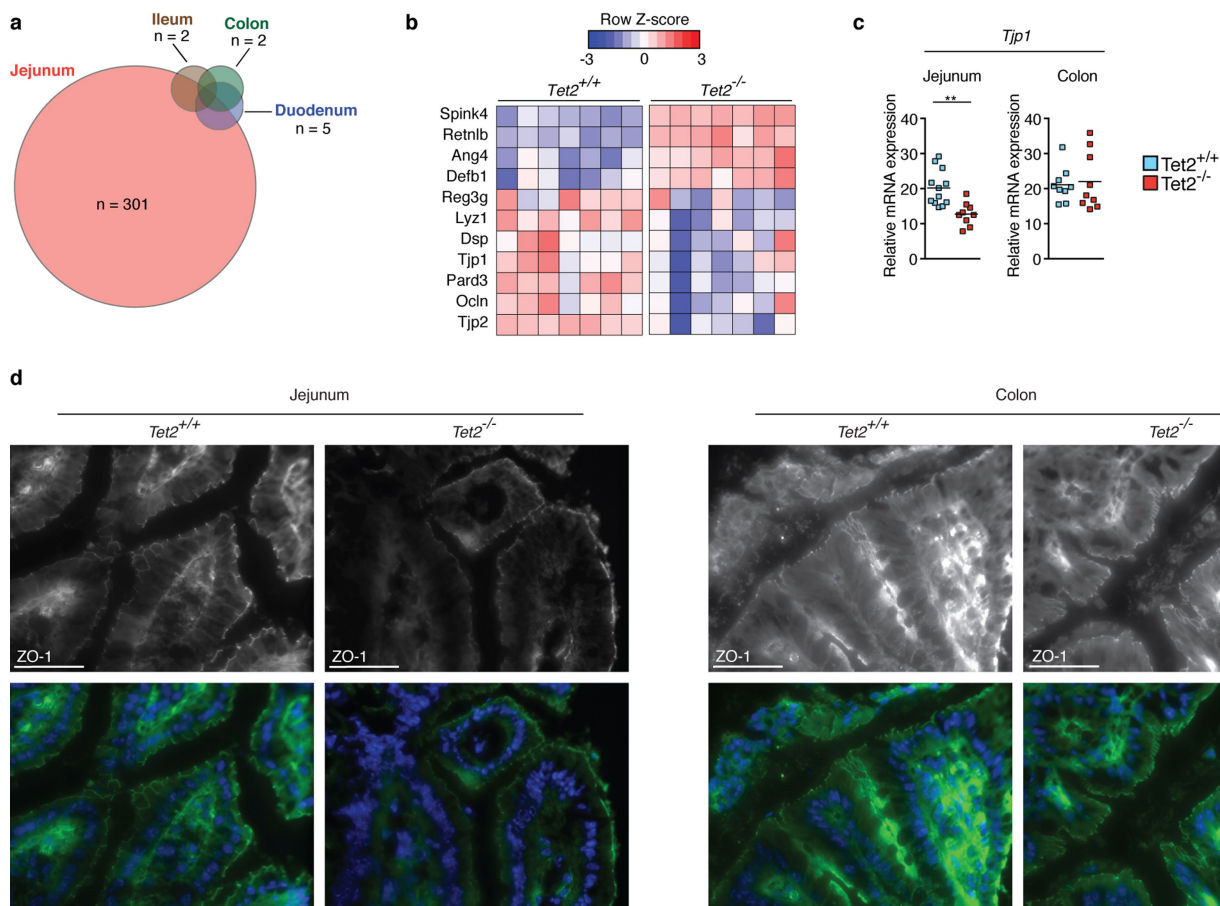 a
Ileum
n = 2
Colon
n = 2
Jejunum
Duodenum
n = 5
n = 301
b
Row Z-score
-3 0 3
Tet2+/+ Tet2-/-
Spink4
Retnlb
Ang4
Defb1
Reg3g
Lyz1
Dsp
Tjp1
Pard3
Ocln
Tjp2
c
Tjp1
Jejunum Colon
**
Relative mRNA expression
40
30
20
10
0
Relative mRNA expression
40
30
20
10
0
Tet2+/+
Tet2-/-
d
Jejunum Colon
Tet2+/+ Tet2-/- Tet2+/+ Tet2-/-
ZO-1 ZO-1 ZO-1 ZO-1